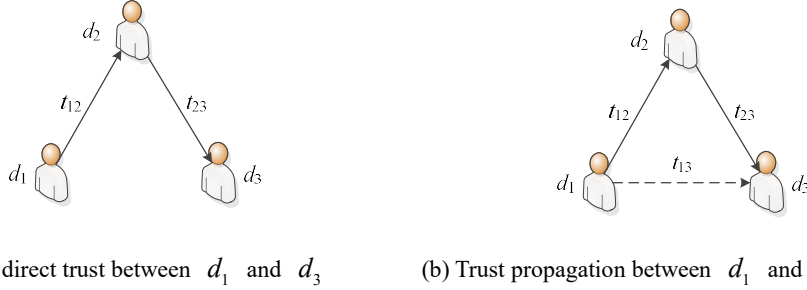 d₂ d₂
t₁₂ t₂₃ t₁₂ t₂₃
t₁₃
d₁ d₃ d₁ d₃
direct trust between d₁ and d₃ (b) Trust propagation between d₁ and